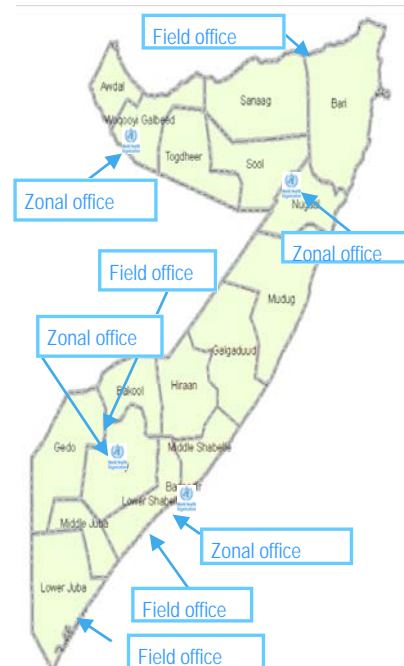 Field office
Awdal
Sanaag
Bari
Woqooyi Galbeed
Togdheer
Sool
Zonal office
Nugaal
Zonal office
Field office
Mudug
Zonal office
Galgaduud
Bakool
Hiraan
Gedo
Middle Shabelle
Lower Shabelle
Middle Juba
Zonal office
Lower Juba
Field office
Field office